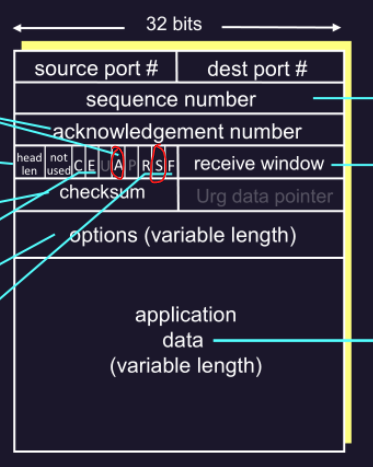 32 bits
source port # dest port #
sequence number
acknowledgement number
head len not used C E U A P R S F receive window
checksum Urg data pointer
options (variable length)
application
data
(variable length)